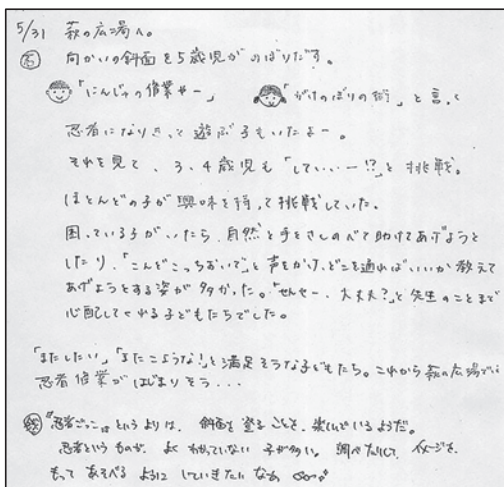 5/31 萩の広場へ。
向かいの斜面を5歳児がのぼりだす。
「にんじゃの修業やー」 「がけのぼりの術」と言って
忍者になりきって遊ぶ子もいたよー。
それを見て、3、4歳児も「していいー!?」と挑戦。
ほとんどの子が興味を持って挑戦していた。
困っている子がいたら、自然と手をさしのべて助けてあげようと
したり、「こんどこっちおいで」と声をかけ、どこを通ればいいか教えて
あげようとする姿が多かった。「せんせー、大丈夫?」と先生のことまで
心配してくれる子どもたちでした。
「またしたい」「またこような!」と満足そうな子どもたち。これから萩の広場で
忍者修業がはじまりそう...
"忍者ごっこ"というよりは、斜面を登ることを、楽しんでいるようだ。
忍者というものが、よくわかっていない子が多い。調べたりして、イメージを
もってあそべるようにしていきたいなぁ